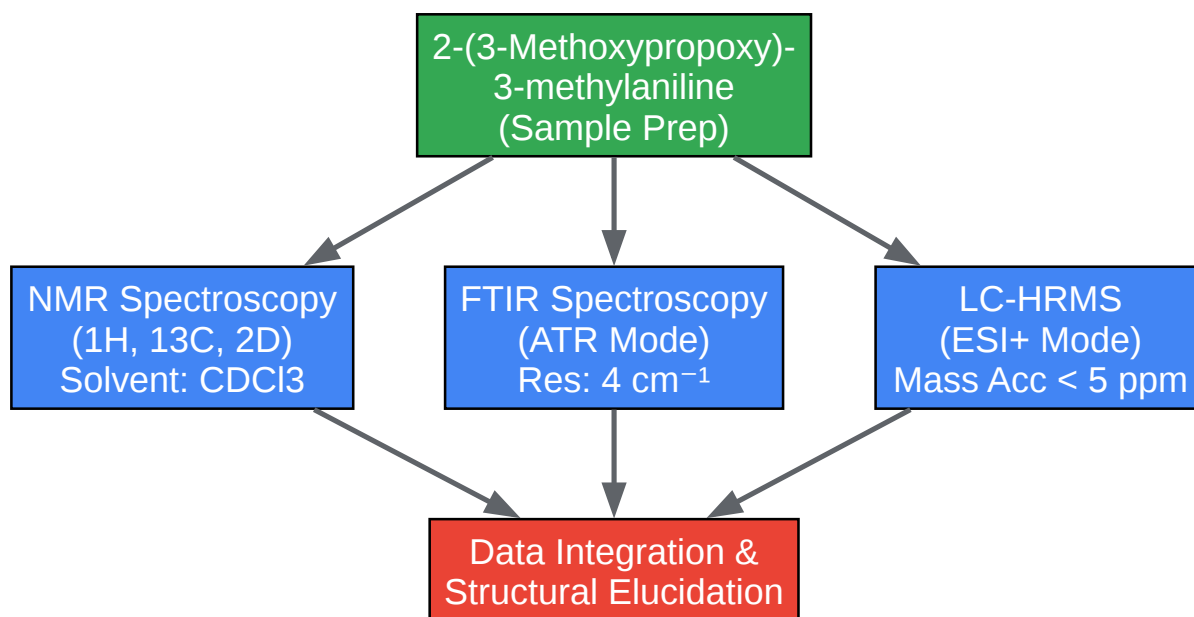 2-(3-Methoxypropoxy)-
3-methylaniline
(Sample Prep)
NMR Spectroscopy
(1H, 13C, 2D)
Solvent: CDCl3
FTIR Spectroscopy
(ATR Mode)
Res: 4 cm⁻¹
LC-HRMS
(ESI+ Mode)
Mass Acc < 5 ppm
Data Integration &
Structural Elucidation